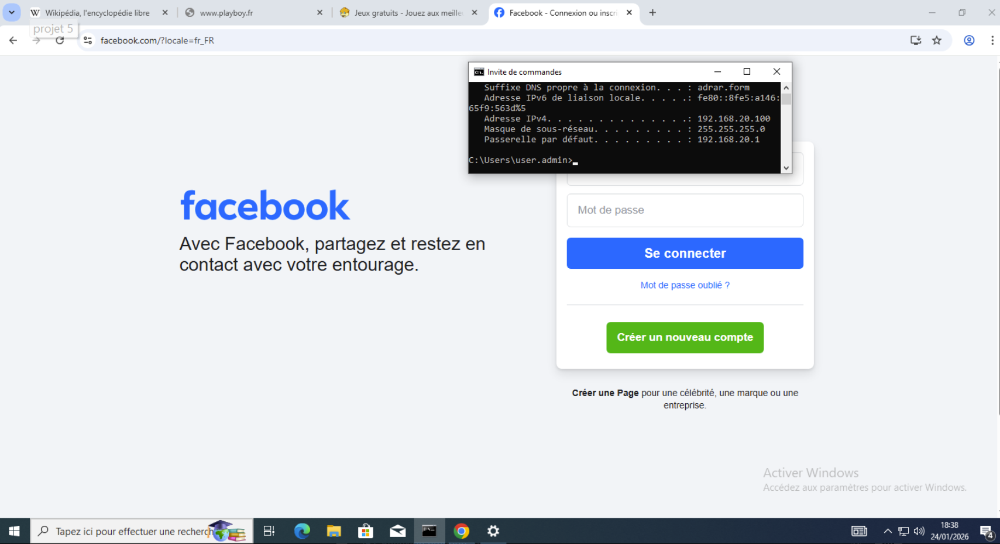 Wikipédia, l'encyclopédie libre
www.playboy.fr
Jeux gratuits - Jouez aux meille
Facebook - Connexion ou inscri
projet 5
facebook.com/?locale=fr_FR
Invite de commandes
Suffixe DNS propre à la connexion. . . : adrar.form
Adresse IPv6 de liaison locale. . . . .: fe80::8fe5:a146:
65f9:563d%5
Adresse IPv4. . . . . . . . . . . . . .: 192.168.20.100
Masque de sous-réseau. . . . . . . . . : 255.255.255.0
Passerelle par défaut. . . . . . . . . : 192.168.20.1
C:\Users\user.admin>
facebook
Avec Facebook, partagez et restez en
contact avec votre entourage.
Mot de passe
Se connecter
Mot de passe oublié ?
Créer un nouveau compte
Créer une Page pour une célébrité, une marque ou une
entreprise.
Activer Windows
Accédez aux paramètres pour activer Windows.
Tapez ici pour effectuer une recherch
18:38
24/01/2026
4